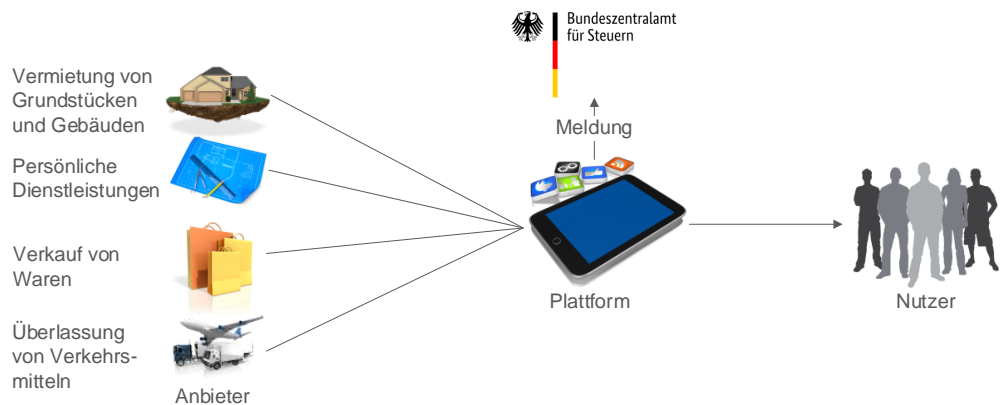 Bundeszentralamt
für Steuern
Vermietung von
Grundstücken
und Gebäuden
Persönliche
Dienstleistungen
Verkauf von
Waren
Überlassung
von Verkehrs-
mitteln
Anbieter
Meldung
Plattform
Nutzer